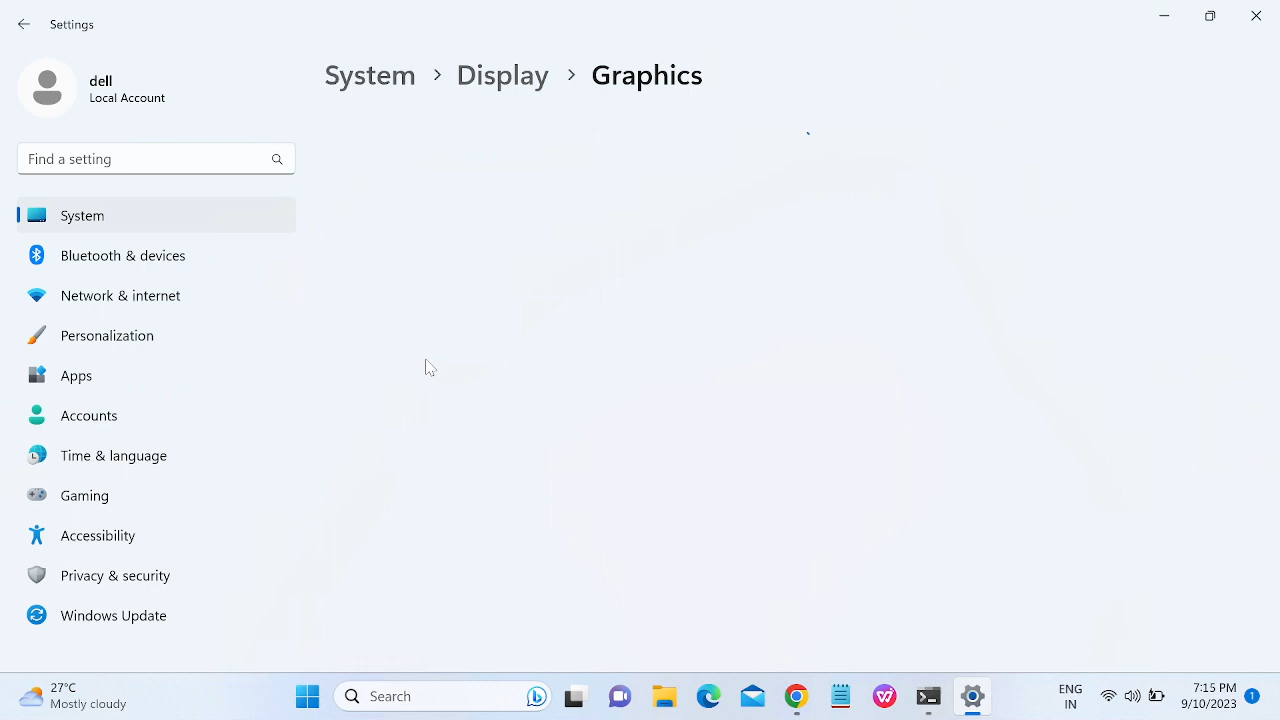 Settings
dell
Local Account
Find a setting
System
Bluetooth & devices
Network & internet
Personalization
Apps
Accounts
Time & language
Gaming
Accessibility
Privacy & security
Windows Update
System > Display > Graphics
27°C
Mostly cloudy
Search
ENG
IN
7:15 PM
9/10/2023
1